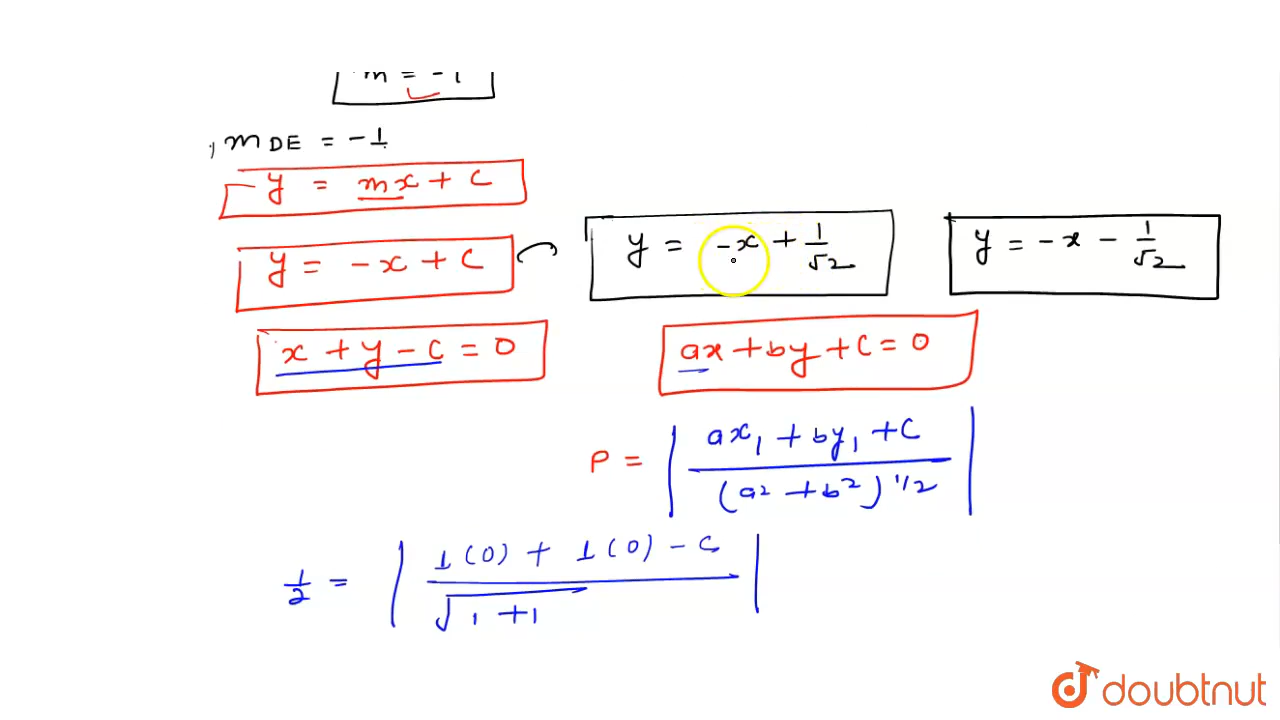 m = -1
, m DE = -1
y = mx + c
y = -x + c
y = -x + 1/√2
y = -x - 1/√2
x + y - c = 0
ax + by + c = 0
P = | (ax₁ + by₁ + c) / (a² + b²)^1/2 |
1/2 = | (1(0) + 1(0) - c) / √1+1 |
doubtnut